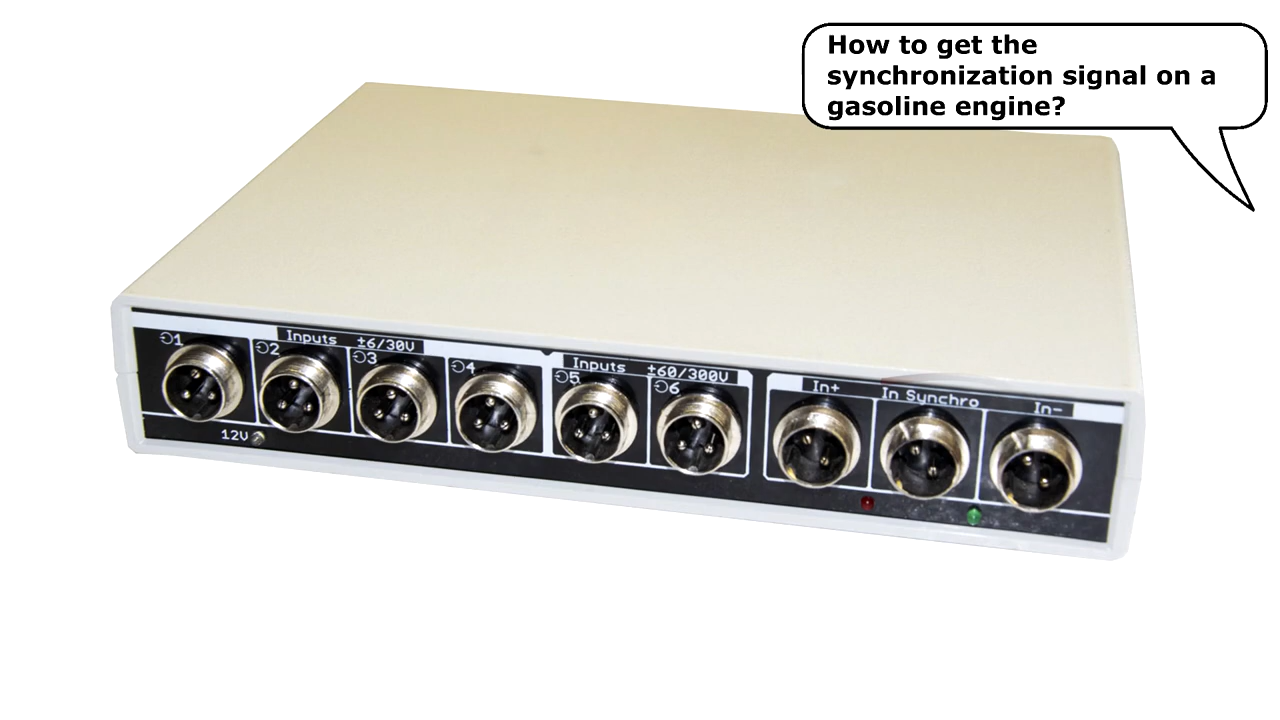 How to get the
synchronization signal on a
gasoline engine?
Inputs ±6/30V
Inputs ±60/300V
1
2
3
4
5
6
In+
In Synchro
In-
12V